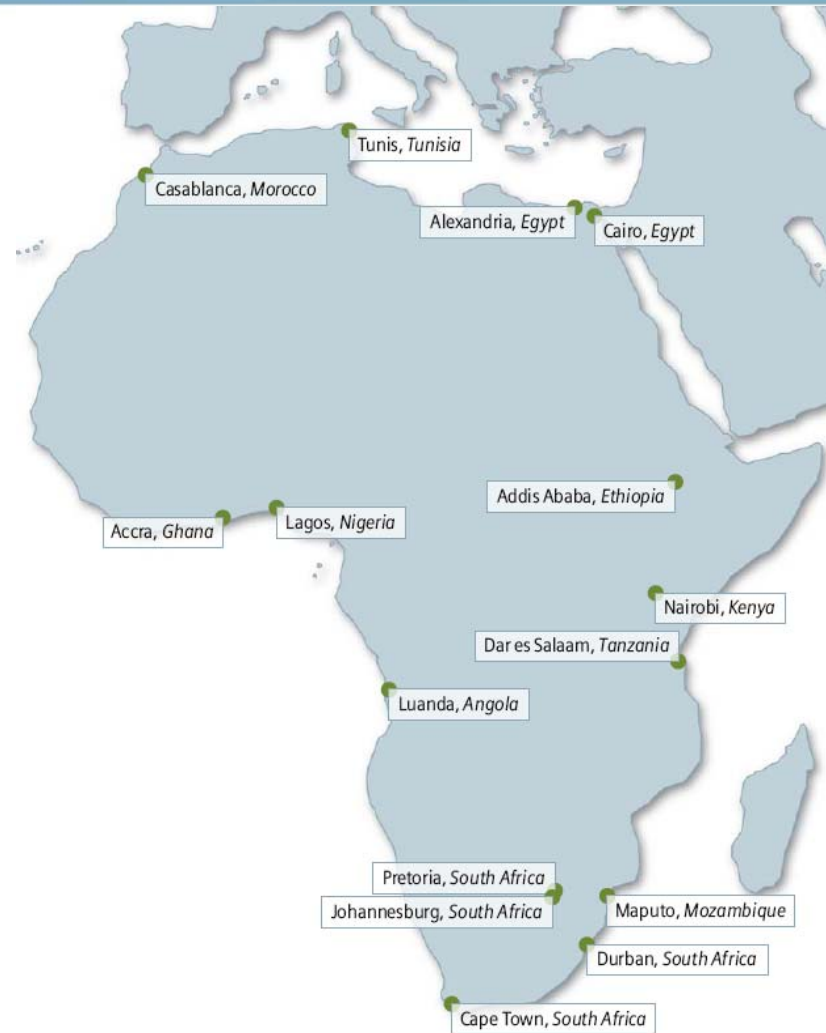 Tunis, Tunisia
Casablanca, Morocco
Alexandria, Egypt
Cairo, Egypt
Addis Ababa, Ethiopia
Accra, Ghana
Lagos, Nigeria
Nairobi, Kenya
Dar es Salaam, Tanzania
Luanda, Angola
Pretoria, South Africa
Johannesburg, South Africa
Maputo, Mozambique
Durban, South Africa
Cape Town, South Africa